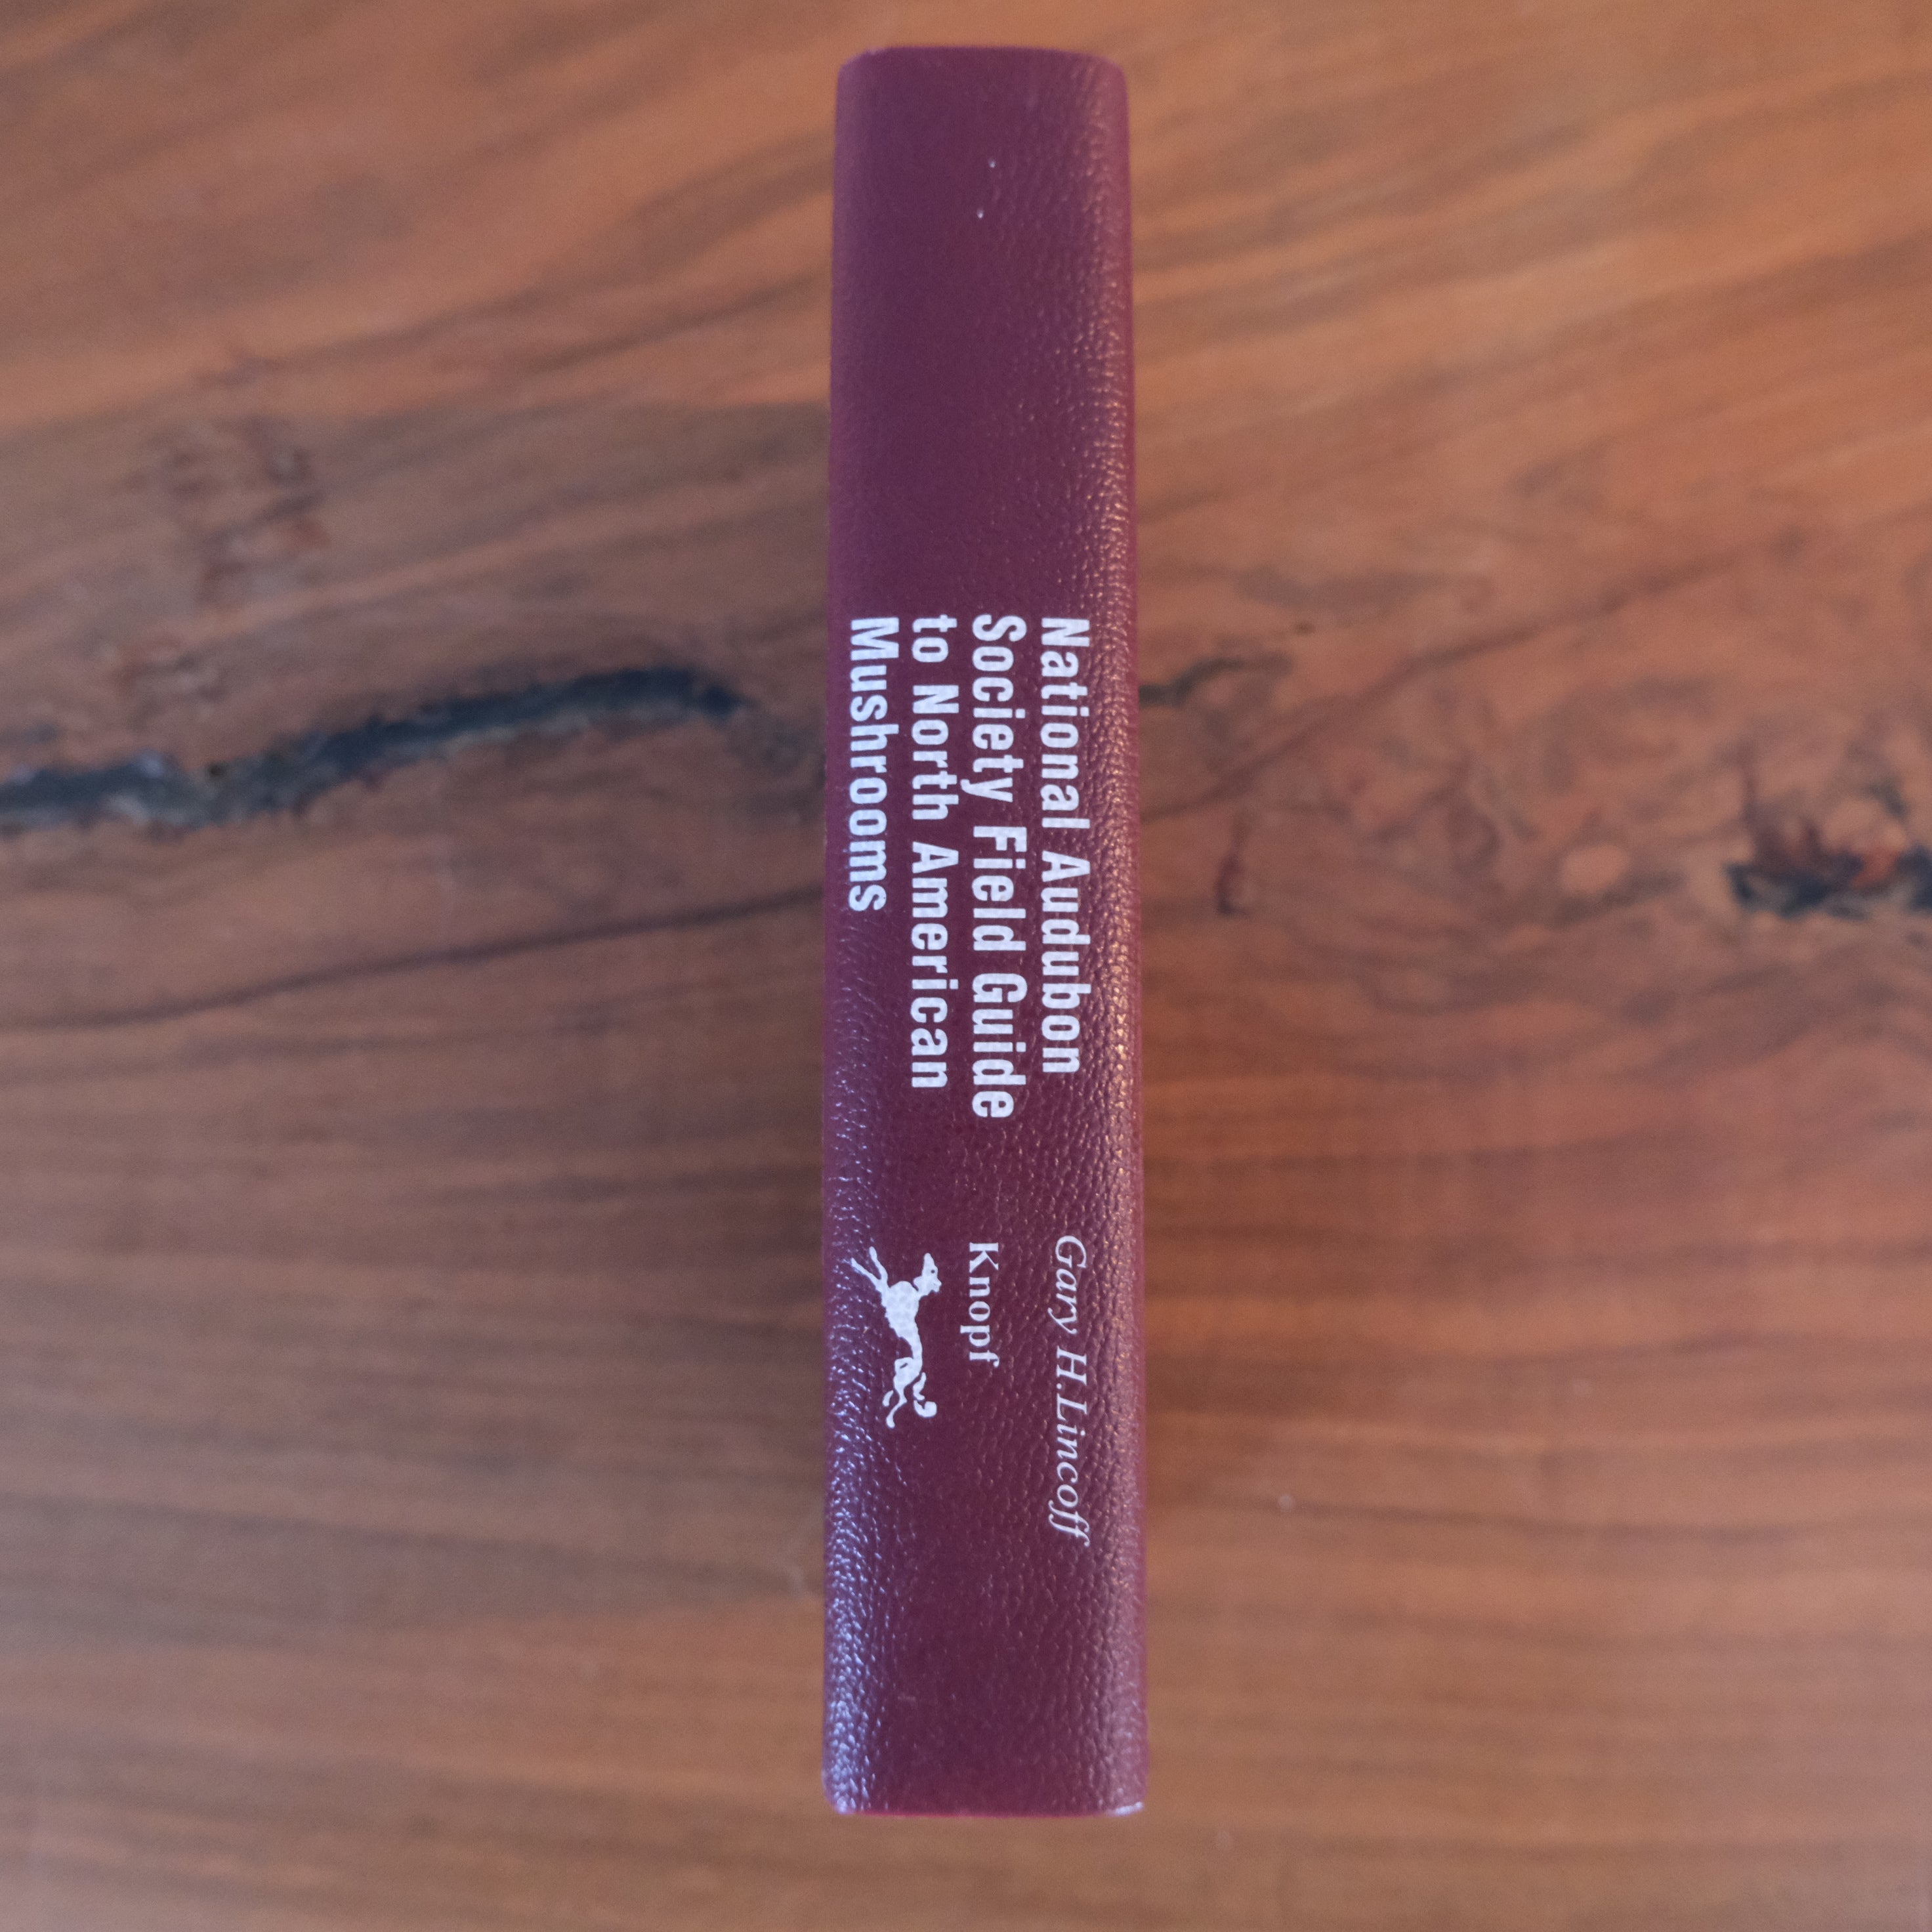 National Audubon
Society Field Guide
to North American
Mushrooms
Gary H.Lincoff
Knopf